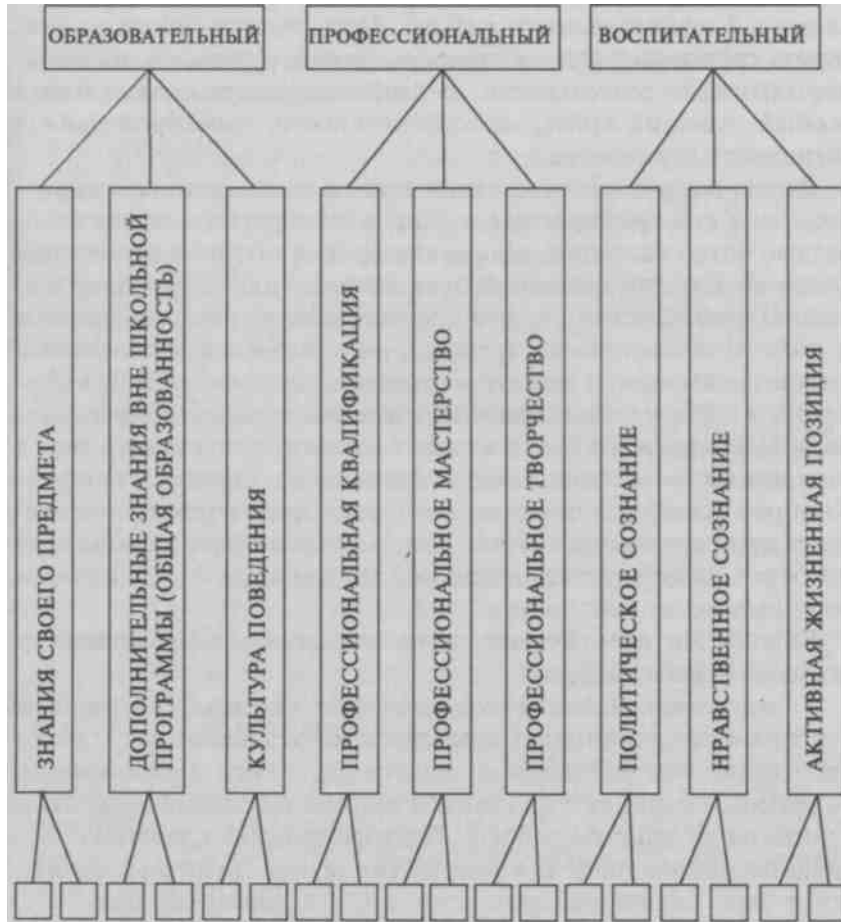 ОБРАЗОВАТЕЛЬНЫЙ
ПРОФЕССИОНАЛЬНЫЙ
ВОСПИТАТЕЛЬНЫЙ
ЗНАНИЯ СВОЕГО ПРЕДМЕТА
ДОПОЛНИТЕЛЬНЫЕ ЗНАНИЯ ВНЕ ШКОЛЬНОЙ
ПРОГРАММЫ (ОБЩАЯ ОБРАЗОВАННОСТЬ)
КУЛЬТУРА ПОВЕДЕНИЯ
ПРОФЕССИОНАЛЬНАЯ КВАЛИФИКАЦИЯ
ПРОФЕССИОНАЛЬНОЕ МАСТЕРСТВО
ПРОФЕССИОНАЛЬНОЕ ТВОРЧЕСТВО
ПОЛИТИЧЕСКОЕ СОЗНАНИЕ
НРАВСТВЕННОЕ СОЗНАНИЕ
АКТИВНАЯ ЖИЗНЕННАЯ ПОЗИЦИЯ